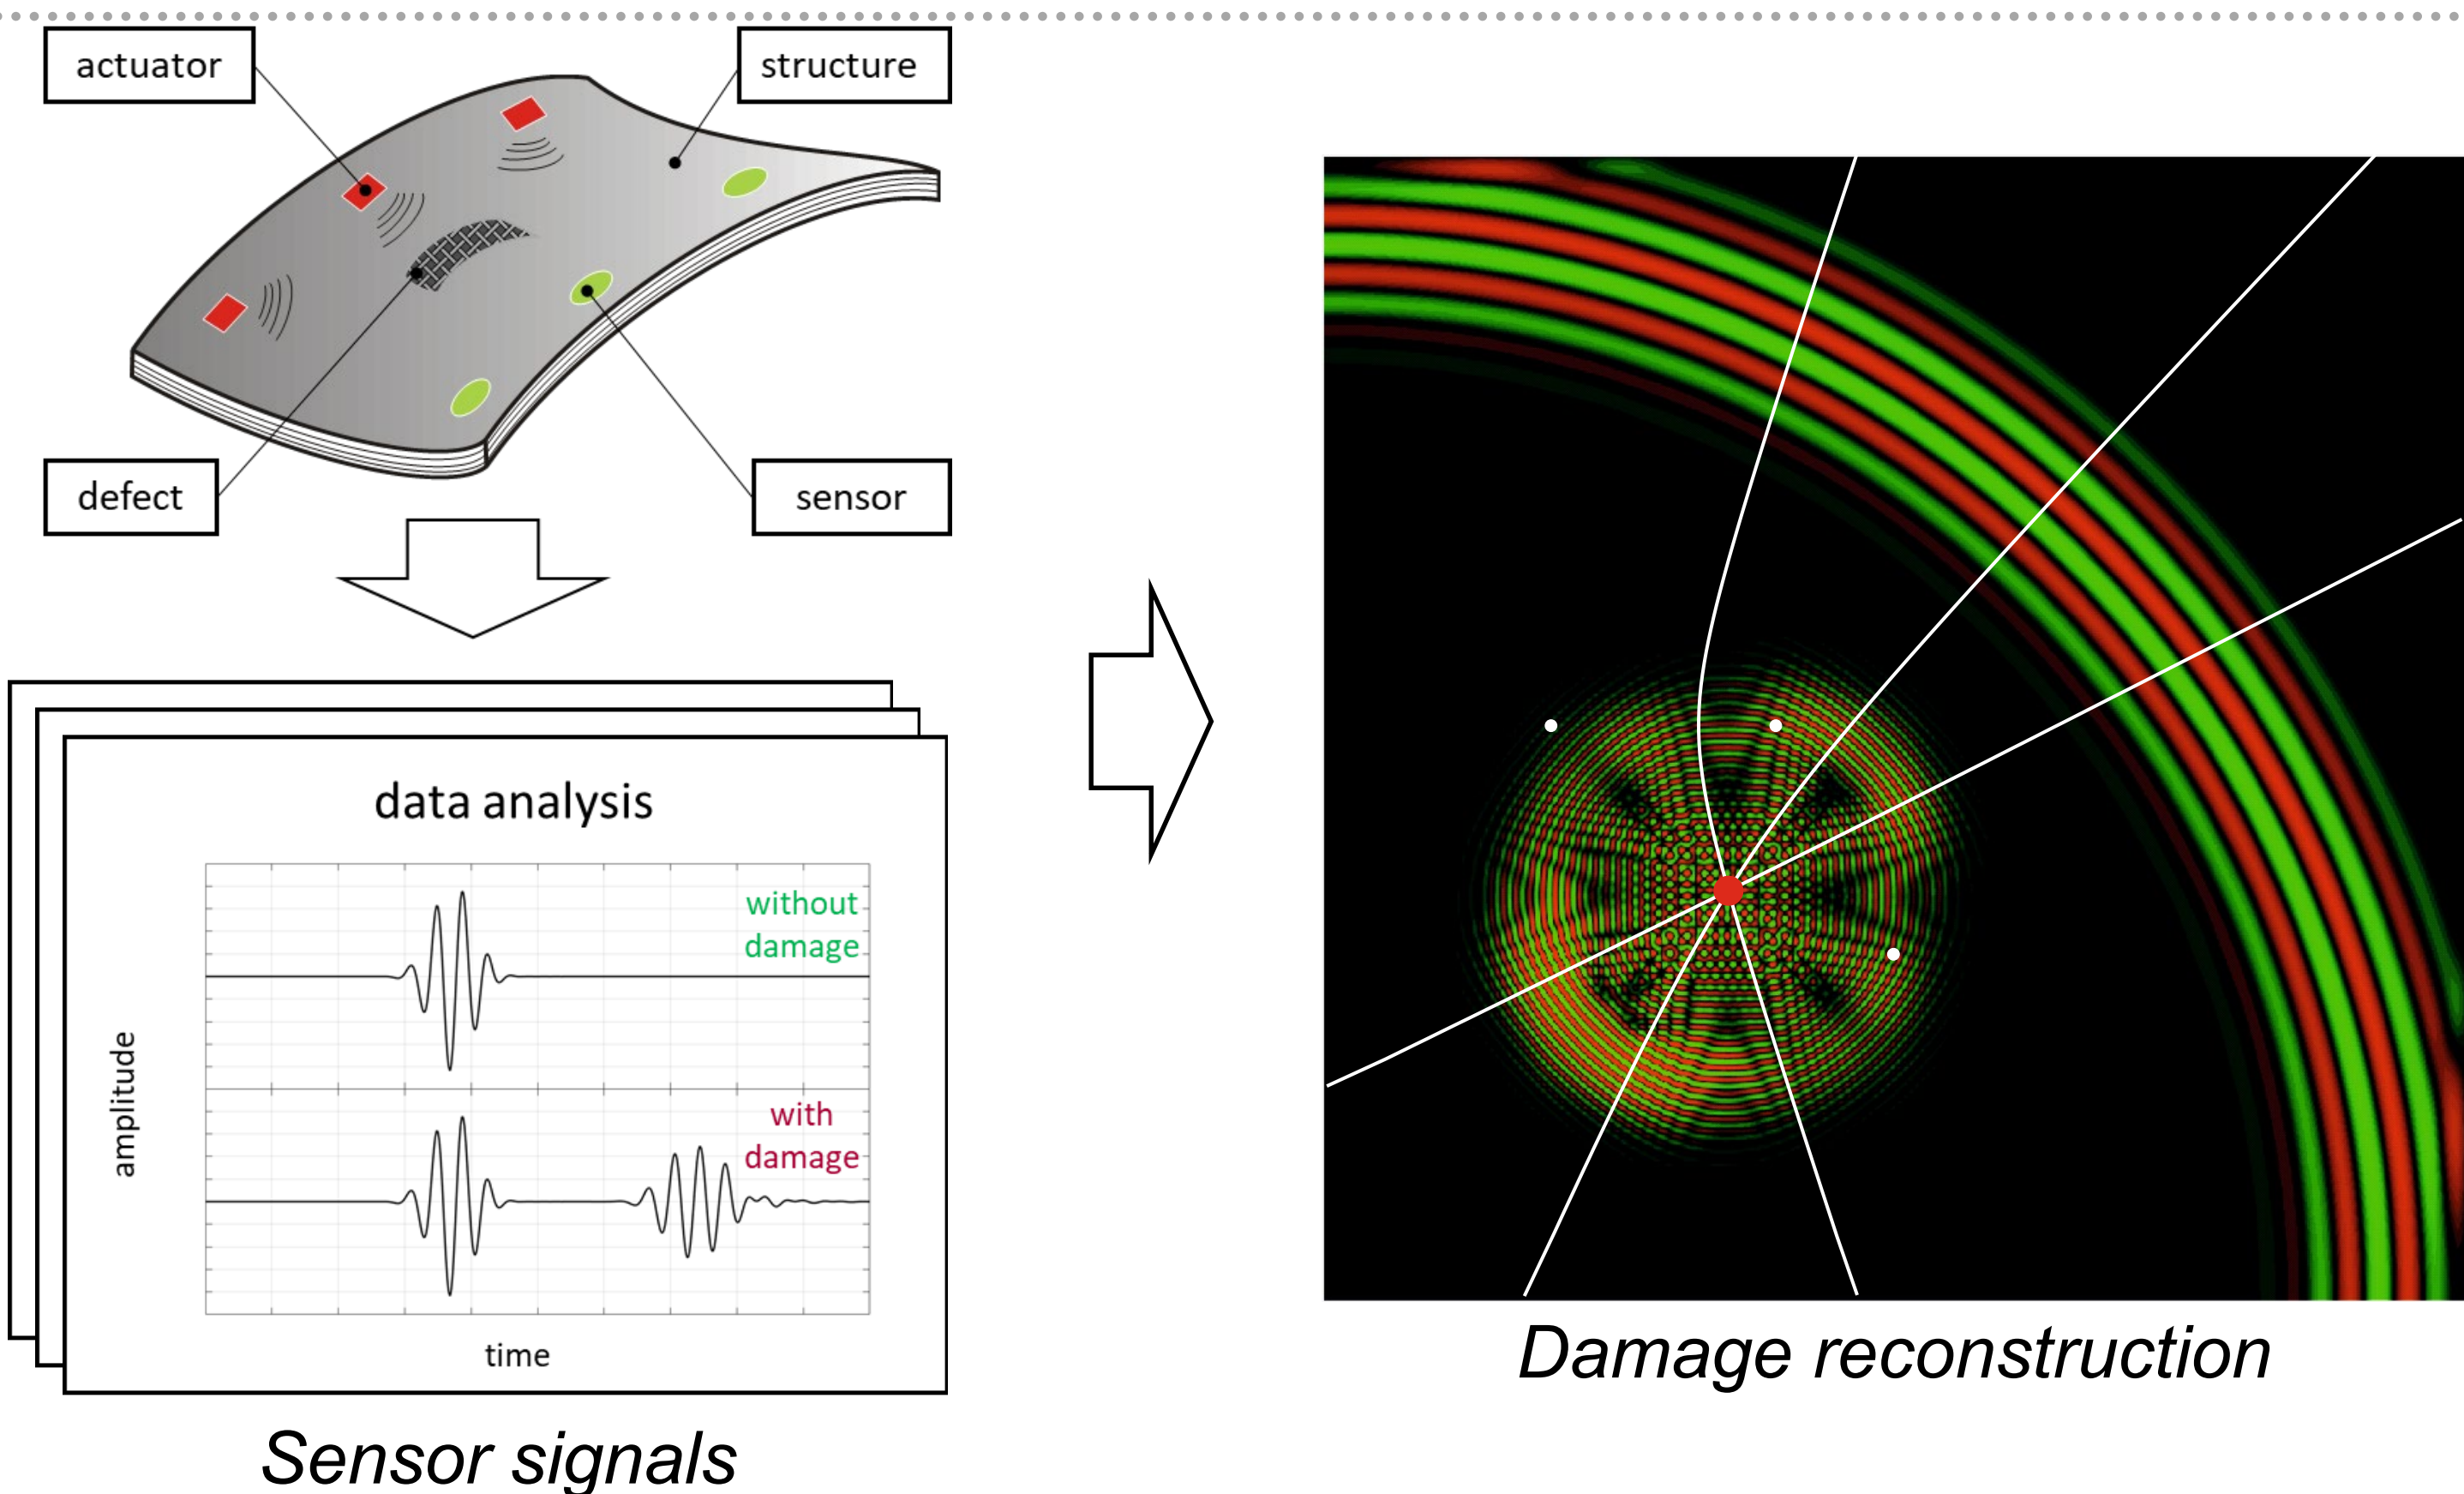 actuator
structure
defect
sensor
data analysis
without
damage
with
damage
amplitude
time
Sensor signals
Damage reconstruction